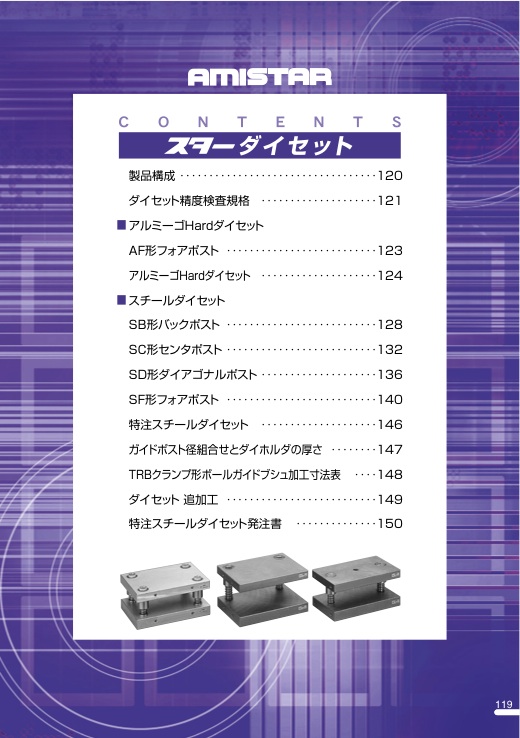 AMISTAR
CONTENTS
スターダイセット
製品構成 ････････････････････････････････120
ダイセット精度検査規格 ････････････････････121
■アルミーゴHardダイセット
AF形フォアポスト ･･････････････････････････123
アルミーゴHardダイセット ････････････････････124
■スチールダイセット
SB形バックポスト ･･････････････････････････128
SC形センタポスト ･･････････････････････････132
SD形ダイアゴナルポスト････････････････････136
SF形フォアポスト ･･････････････････････････140
特注スチールダイセット ････････････････････146
ガイドポスト径組合せとダイホルダの厚さ ････････147
TRBクランプ形ボールガイドブシュ加工寸法表 ････148
ダイセット 追加工 ･･････････････････････････149
特注スチールダイセット発注書 ･･････････････150
119